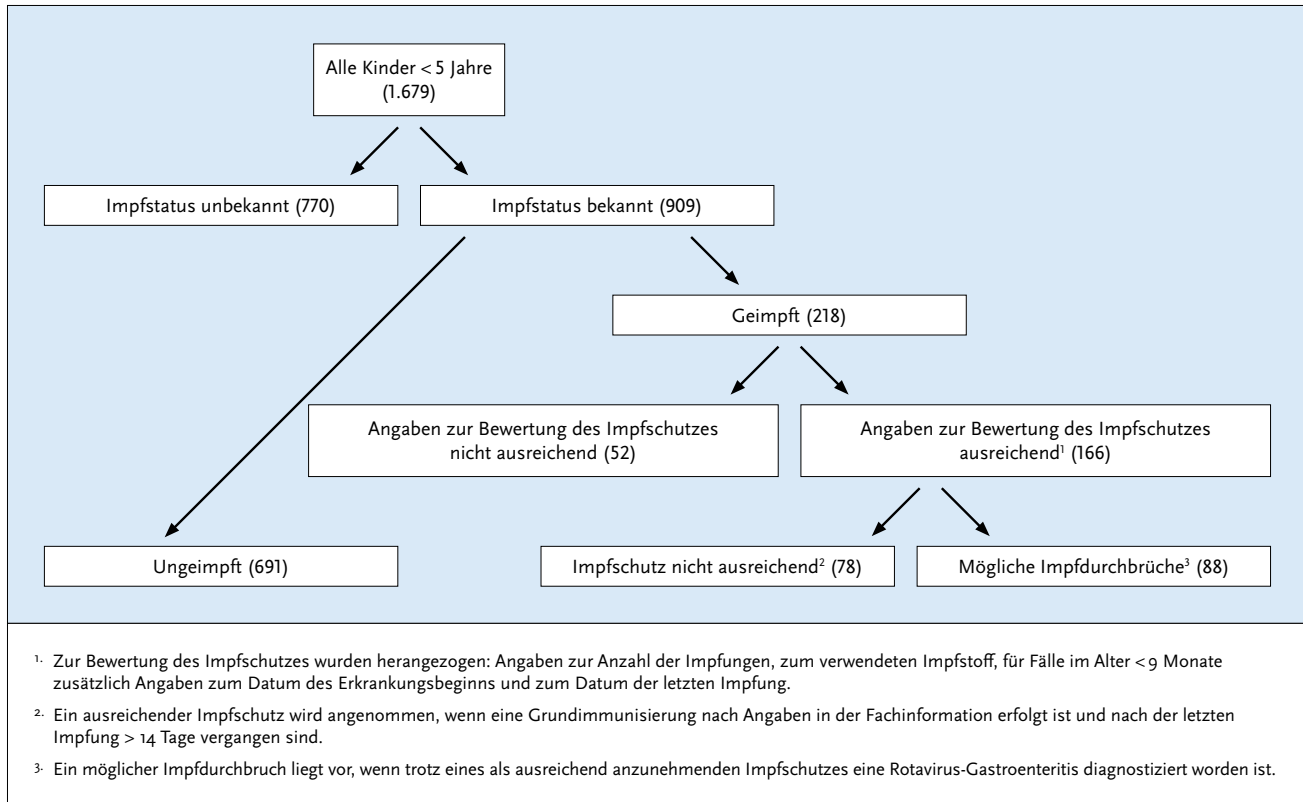 Alle Kinder < 5 Jahre
(1.679)
Impfstatus unbekannt (770)
Impfstatus bekannt (909)
Geimpft (218)
Angaben zur Bewertung des Impfschutzes
nicht ausreichend (52)
Angaben zur Bewertung des Impfschutzes
ausreichend¹ (166)
Ungeimpft (691)
Impfschutz nicht ausreichend² (78)
Mögliche Impfdurchbrüche³ (88)
1. Zur Bewertung des Impfschutzes wurden herangezogen: Angaben zur Anzahl der Impfungen, zum verwendeten Impfstoff, für Fälle im Alter < 9 Monate
zusätzlich Angaben zum Datum des Erkrankungsbeginns und zum Datum der letzten Impfung.
2. Ein ausreichender Impfschutz wird angenommen, wenn eine Grundimmunisierung nach Angaben in der Fachinformation erfolgt ist und nach der letzten
Impfung > 14 Tage vergangen sind.
3. Ein möglicher Impfdurchbruch liegt vor, wenn trotz eines als ausreichend anzunehmenden Impfschutzes eine Rotavirus-Gastroenteritis diagnostiziert worden ist.